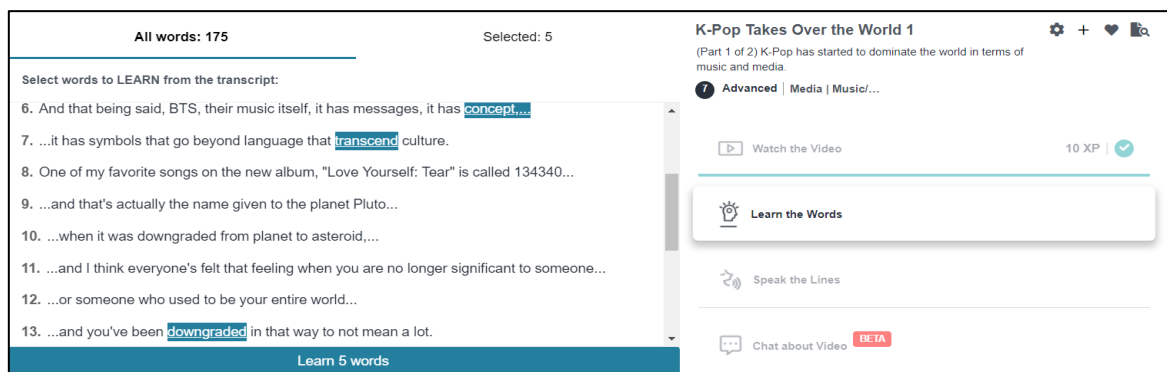 All words: 175
Selected: 5
Select words to LEARN from the transcript:
6. And that being said, BTS, their music itself, it has messages, it has concept,...
7. ...it has symbols that go beyond language that transcend culture.
8. One of my favorite songs on the new album, "Love Yourself: Tear" is called 134340...
9. ...and that's actually the name given to the planet Pluto...
10. ...when it was downgraded from planet to asteroid,...
11. ...and I think everyone's felt that feeling when you are no longer significant to someone...
12. ...or someone who used to be your entire world...
13. ...and you've been downgraded in that way to not mean a lot.
Learn 5 words
K-Pop Takes Over the World 1
(Part 1 of 2) K-Pop has started to dominate the world in terms of
music and media.
7 Advanced | Media | Music/...
Watch the Video 10 XP
Learn the Words
Speak the Lines
Chat about Video BETA